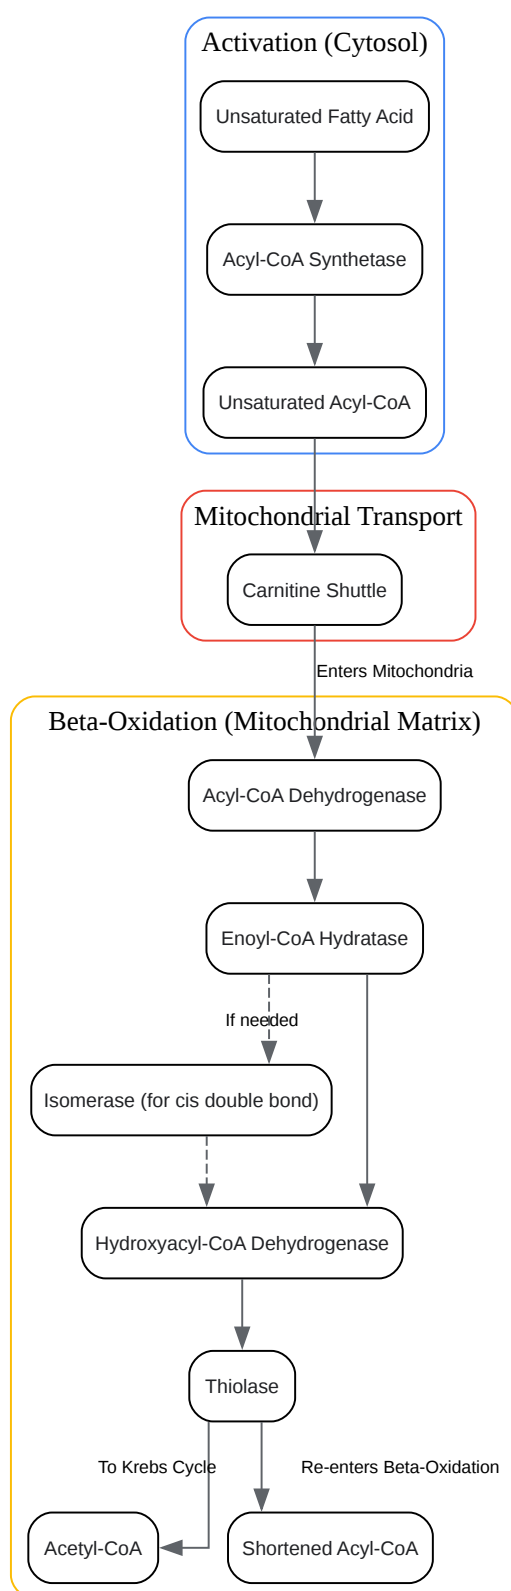 Activation (Cytosol)
Unsaturated Fatty Acid
Acyl-CoA Synthetase
Unsaturated Acyl-CoA
Mitochondrial Transport
Carnitine Shuttle
Enters Mitochondria
Beta-Oxidation (Mitochondrial Matrix)
Acyl-CoA Dehydrogenase
Enoyl-CoA Hydratase
If needed
Isomerase (for cis double bond)
Hydroxyacyl-CoA Dehydrogenase
Thiolase
To Krebs Cycle
Re-enters Beta-Oxidation
Acetyl-CoA
Shortened Acyl-CoA